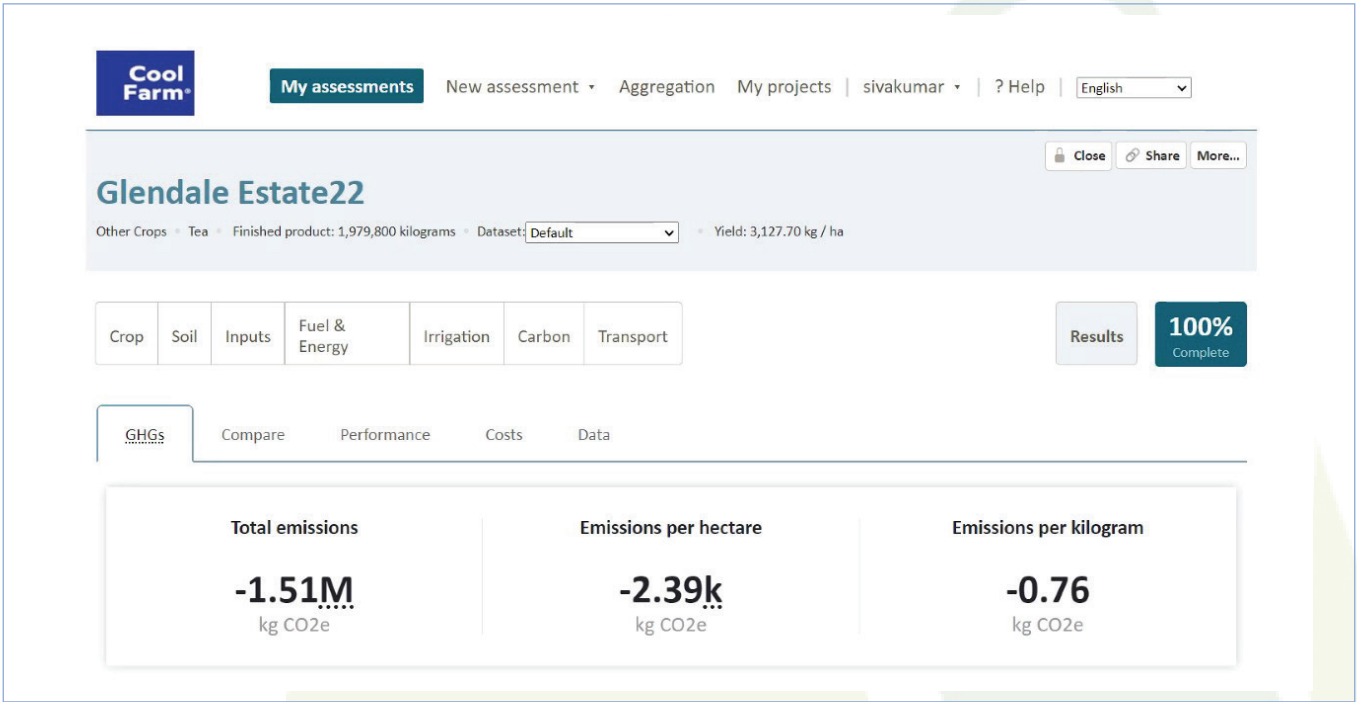 Cool
Farm®
My assessments New assessment ▾ Aggregation My projects | sivakumar ▾ | ? Help | English
Close Share More...
Glendale Estate22
Other Crops • Tea • Finished product: 1,979,800 kilograms • Dataset: Default • Yield: 3,127.70 kg / ha
Crop Soil Inputs Fuel & Energy Irrigation Carbon Transport Results 100% Complete
GHGs Compare Performance Costs Data
Total emissions Emissions per hectare Emissions per kilogram
-1.51M -2.39k -0.76
kg CO2e kg CO2e kg CO2e